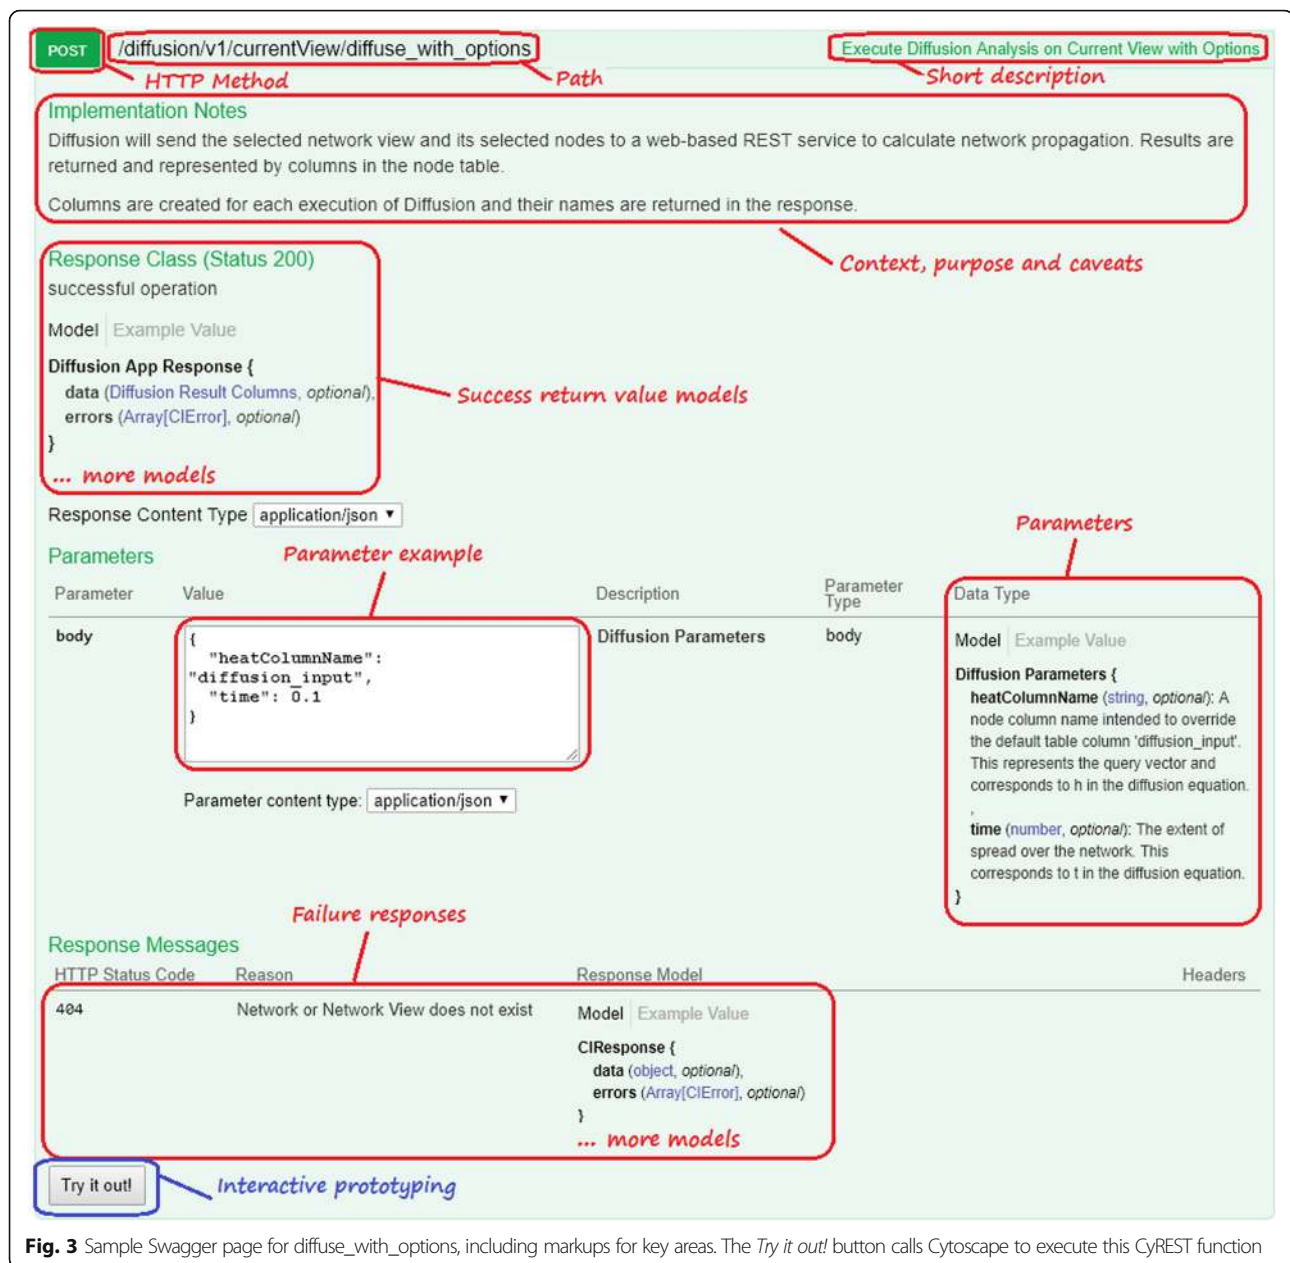 POST /diffusion/v1/currentView/diffuse_with_options Execute Diffusion Analysis on Current View with Options
HTTP Method Path Short description
Implementation Notes
Diffusion will send the selected network view and its selected nodes to a web-based REST service to calculate network propagation. Results are
returned and represented by columns in the node table.
Columns are created for each execution of Diffusion and their names are returned in the response.
Context, purpose and caveats
Response Class (Status 200)
successful operation
Model Example Value
Diffusion App Response {
data (Diffusion Result Columns, optional),
errors (Array[CIError], optional)
}
... more models
Success return value models
Response Content Type application/json
Parameters
Parameter example
Parameters
Parameter Value Description Parameter Type Data Type
body
{
"heatColumnName":
"diffusion_input",
"time": 0.1
}
Diffusion Parameters
body
Parameter content type: application/json
Model Example Value
Diffusion Parameters {
heatColumnName (string, optional): A
node column name intended to override
the default table column 'diffusion_input'.
This represents the query vector and
corresponds to h in the diffusion equation.
,
time (number, optional): The extent of
spread over the network. This
corresponds to t in the diffusion equation.
}
Failure responses
Response Messages
HTTP Status Code Reason Response Model Headers
404 Network or Network View does not exist
Model Example Value
CIResponse {
data (object, optional),
errors (Array[CIError], optional)
}
... more models
Try it out! Interactive prototyping
Fig. 3 Sample Swagger page for diffuse_with_options, including markups for key areas. The Try it out! button calls Cytoscape to execute this CyREST function